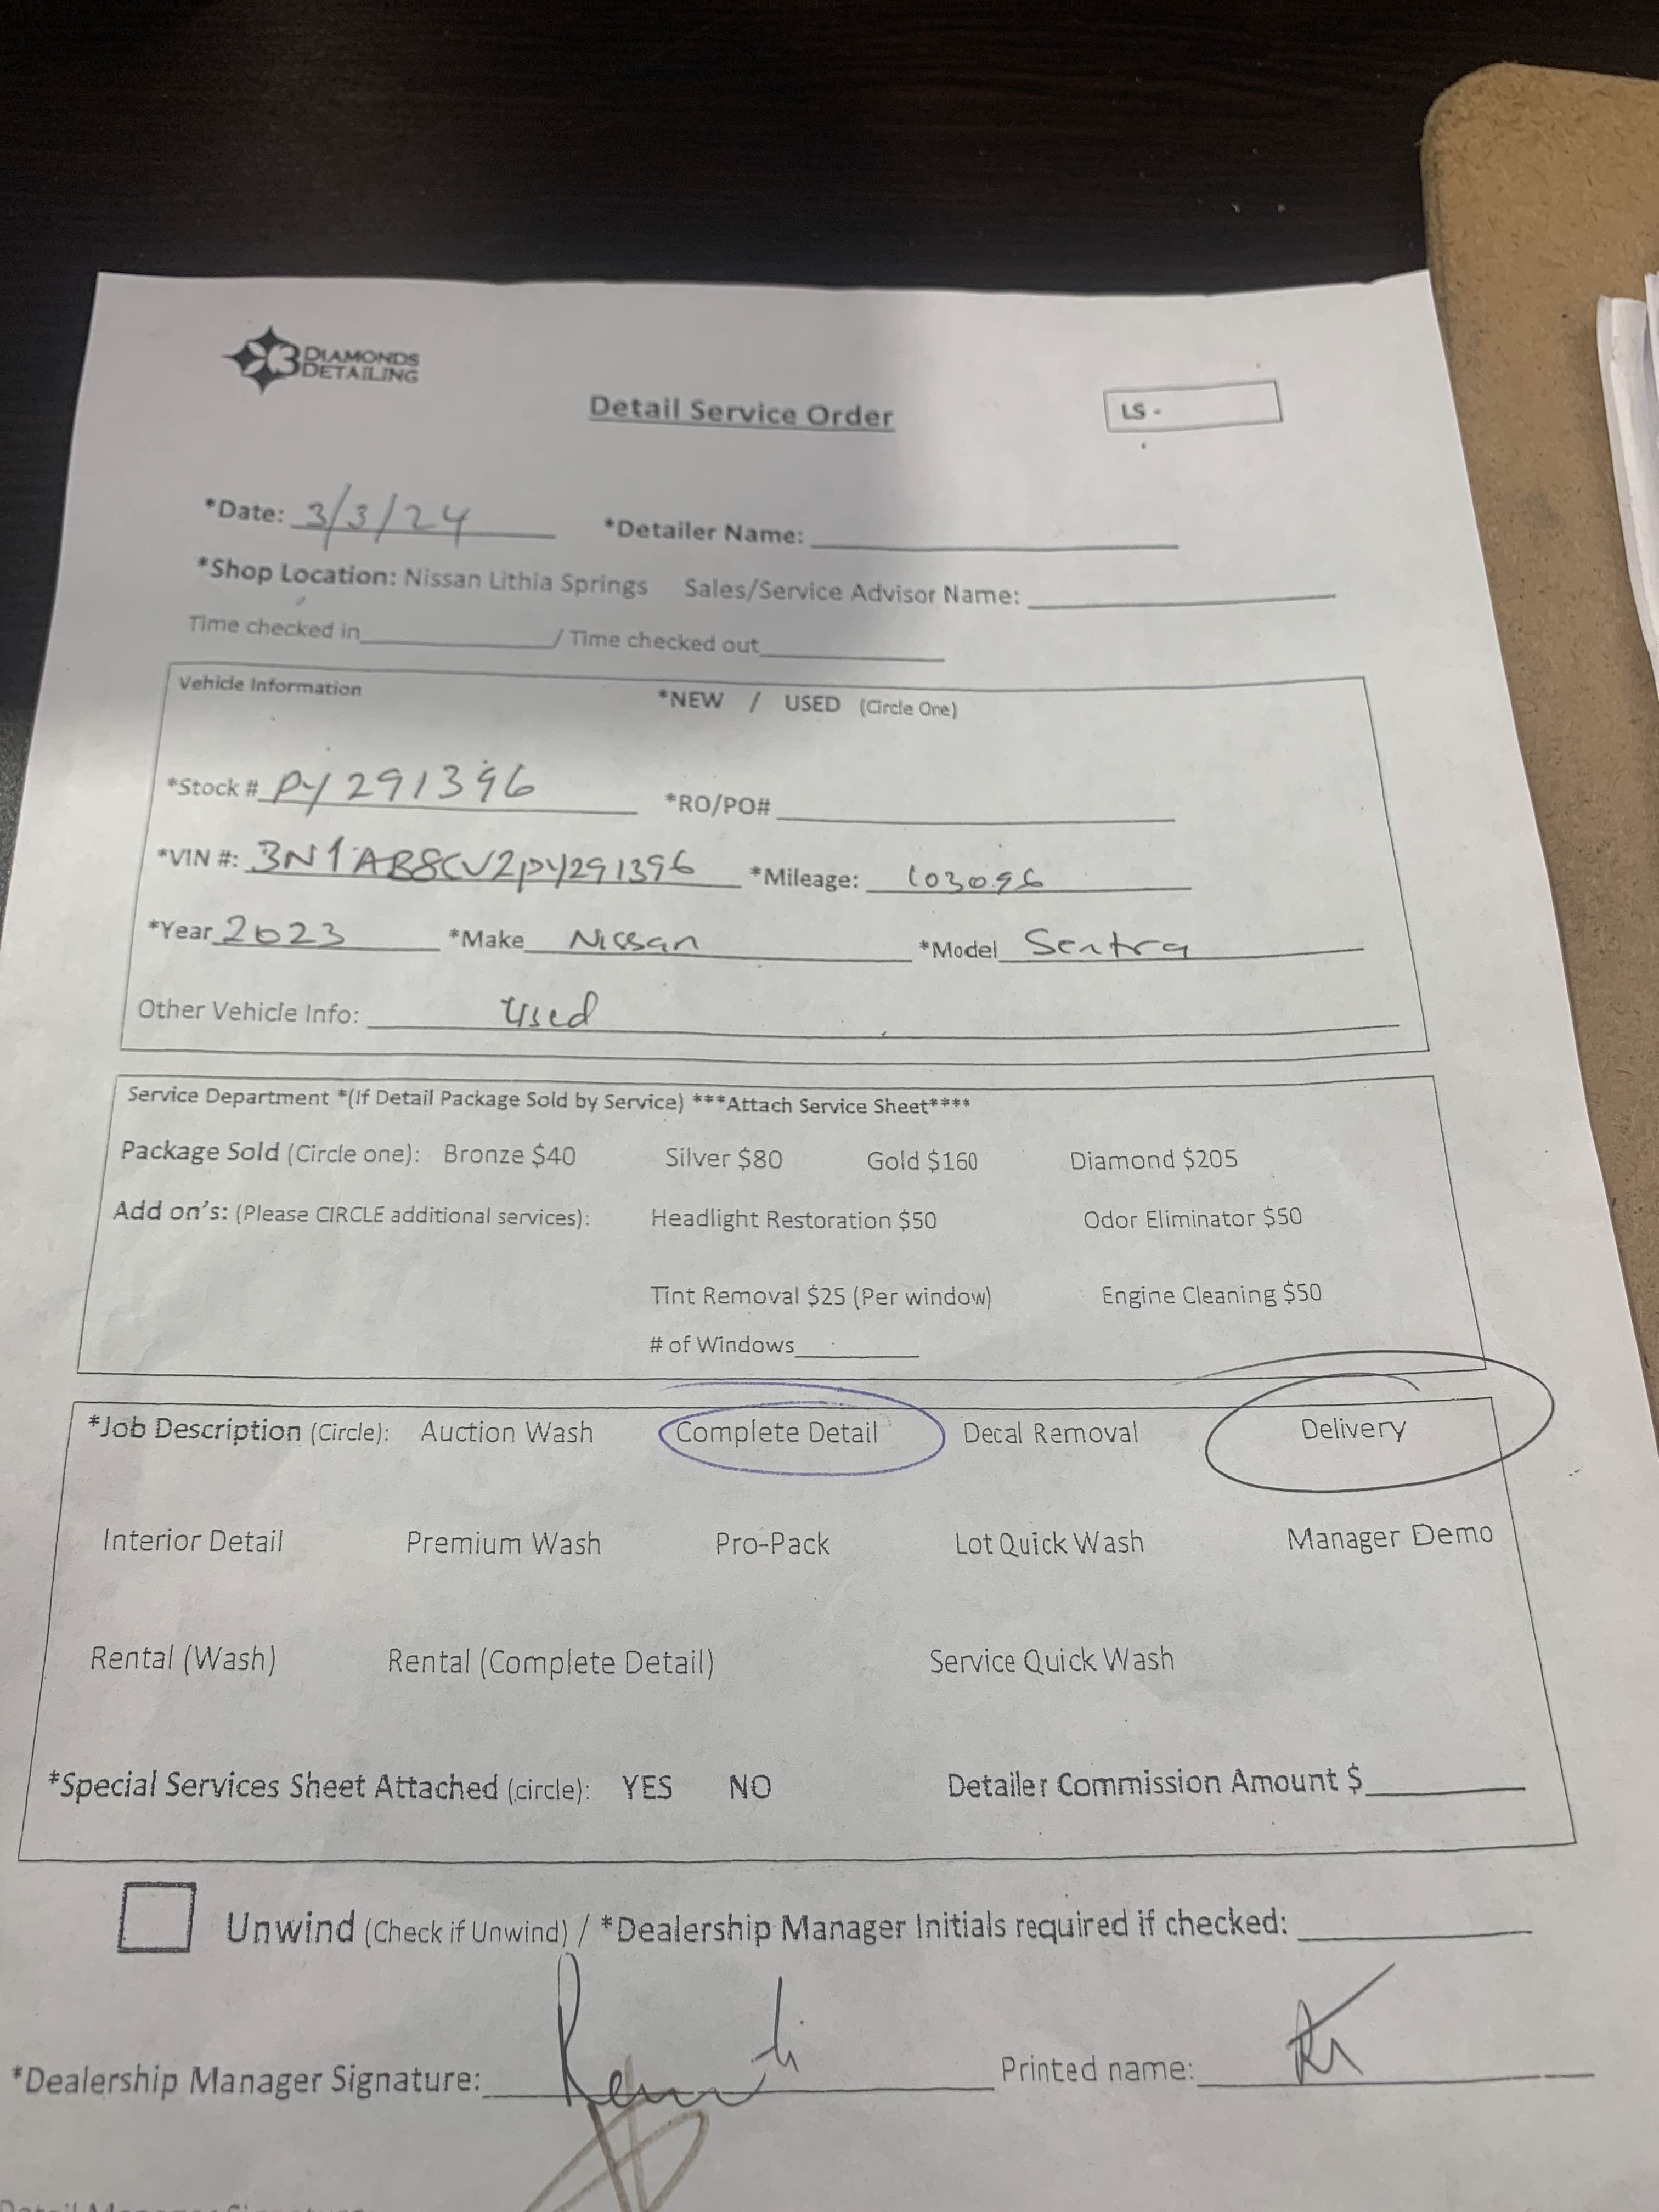 3 DIAMONDS
DETAILING
Detail Service Order
LS -
*Date: 3/3/24 *Detailer Name:
*Shop Location: Nissan Lithia Springs Sales/Service Advisor Name:
Time checked in / Time checked out
Vehicle Information *NEW / USED (Circle One)
*Stock # PY291396 *RO/PO#
*VIN #: 3N1AB8CV2PY291396 *Mileage: 103096
*Year 2023 *Make Nissan *Model Sentra
Other Vehicle Info: Used
Service Department *(If Detail Package Sold by Service) ***Attach Service Sheet****
Package Sold (Circle one): Bronze $40 Silver $80 Gold $160 Diamond $205
Add on's: (Please CIRCLE additional services): Headlight Restoration $50 Odor Eliminator $50
Tint Removal $25 (Per window) Engine Cleaning $50
# of Windows
*Job Description (Circle): Auction Wash Complete Detail Decal Removal Delivery
Interior Detail Premium Wash Pro-Pack Lot Quick Wash Manager Demo
Rental (Wash) Rental (Complete Detail) Service Quick Wash
*Special Services Sheet Attached (circle): YES NO Detailer Commission Amount $
Unwind (Check if Unwind) / *Dealership Manager Initials required if checked:
*Dealership Manager Signature: Printed name: